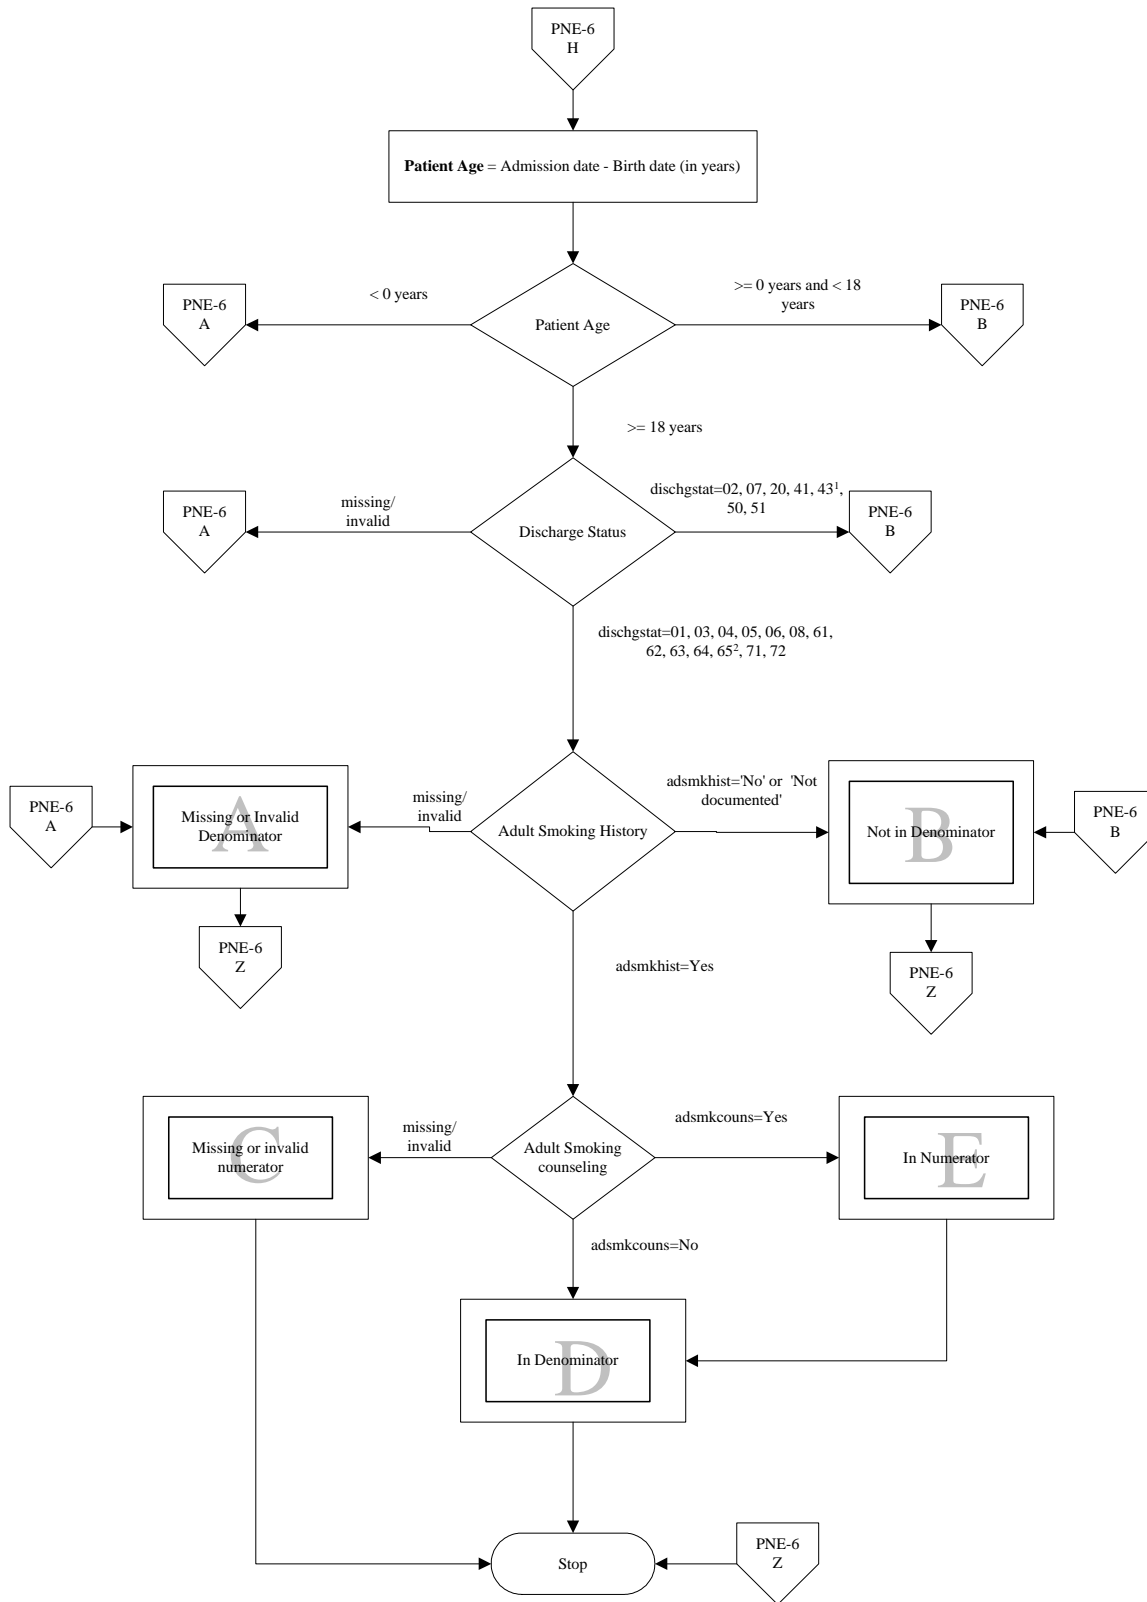 PNE-6
H
Patient Age = Admission date - Birth date (in years)
PNE-6
A
< 0 years
Patient Age
>= 0 years and < 18
years
PNE-6
B
>= 18 years
PNE-6
A
missing/
invalid
Discharge Status
dischgstat=02, 07, 20, 41, 43¹,
50, 51
PNE-6
B
dischgstat=01, 03, 04, 05, 06, 08, 61,
62, 63, 64, 65², 71, 72
PNE-6
A
Missing or Invalid
Denominator
A
missing/
invalid
Adult Smoking History
adsmkhist='No' or 'Not
documented'
Not in Denominator
B
PNE-6
B
PNE-6
Z
adsmkhist=Yes
PNE-6
Z
Missing or invalid
numerator
C
missing/
invalid
Adult Smoking
counseling
adsmkcouns=Yes
In Numerator
E
adsmkcouns=No
In Denominator
D
Stop
PNE-6
Z